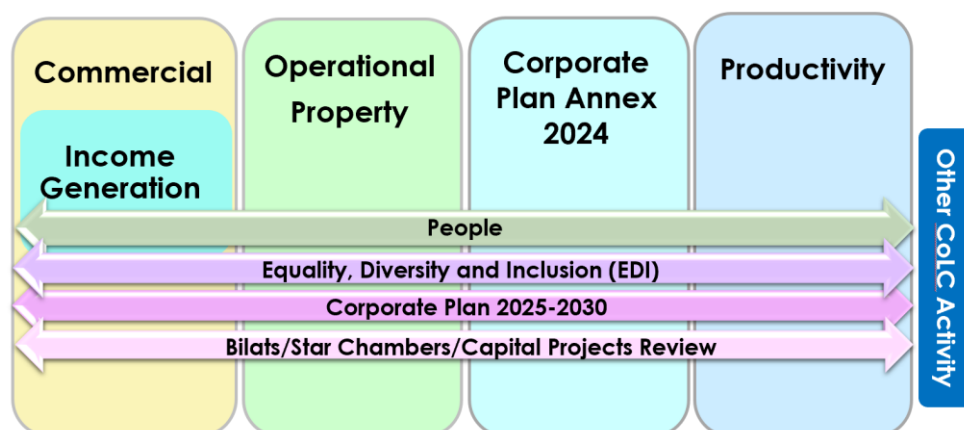 Commercial
Income
Generation
Operational
Property
Corporate
Plan Annex
2024
Productivity
People
Equality, Diversity and Inclusion (EDI)
Corporate Plan 2025-2030
Bilats/Star Chambers/Capital Projects Review
Other CoLC Activity